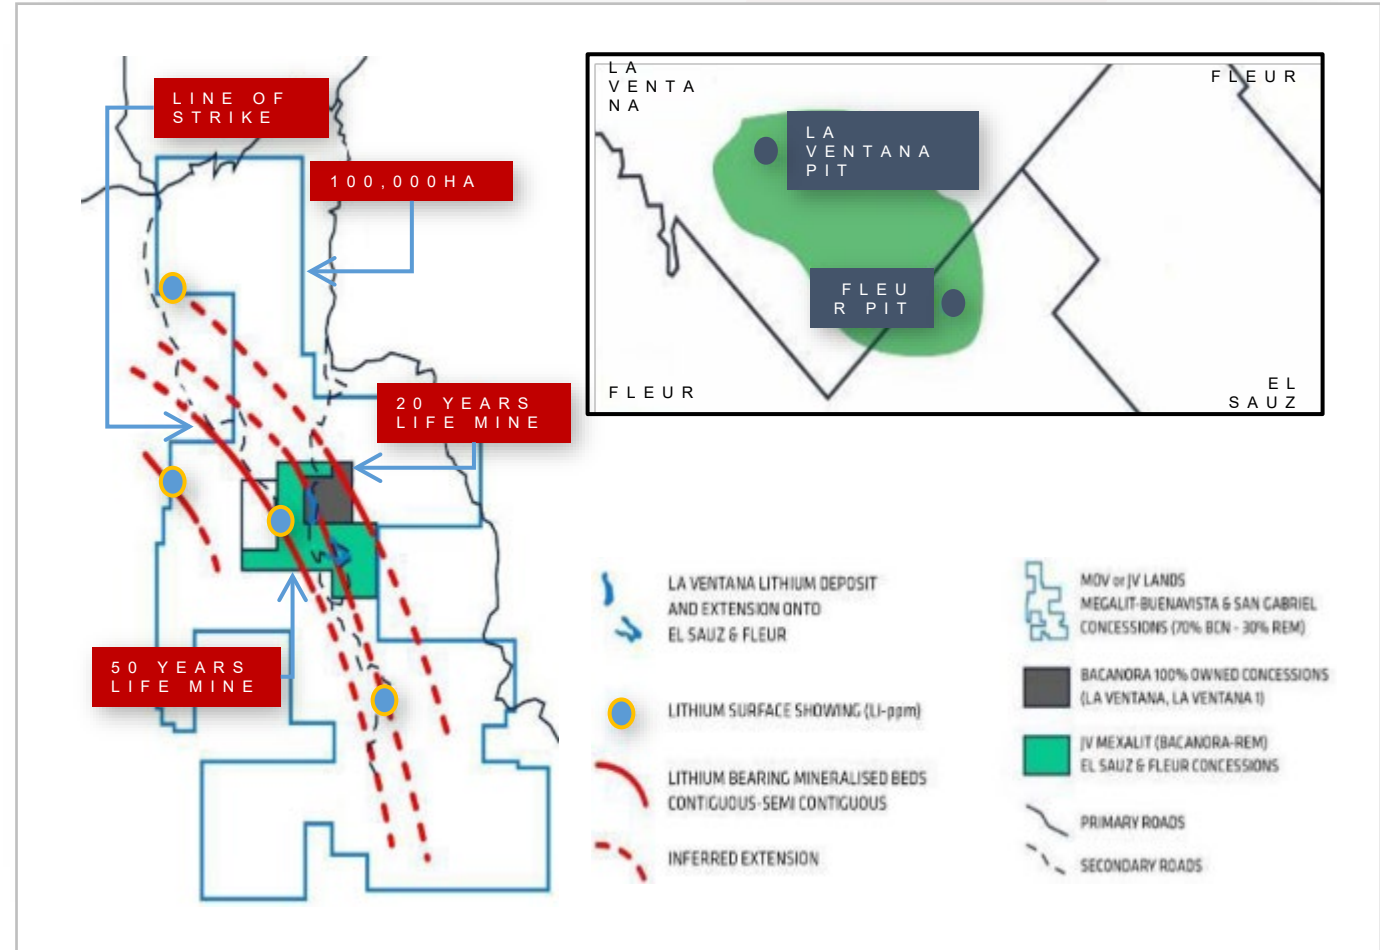 LINE OF
STRIKE
100,000HA
20 YEARS
LIFE MINE
50 YEARS
LIFE MINE
LA
VENTA
NA
FLEUR
LA
VENTANA
PIT
FLEU
R PIT
FLEUR
EL
SAUZ
LA VENTANA LITHIUM DEPOSIT
AND EXTENSION ONTO
EL SAUZ & FLEUR
LITHIUM SURFACE SHOWING (Li-ppm)
LITHIUM BEARING MINERALISED BEDS
CONTIGUOUS-SEMI CONTIGUOUS
INFERRED EXTENSION
MOV or JV LANDS
MEGALIT-BUENAVISTA & SAN GABRIEL
CONCESSIONS (70% BCN - 30% REM)
BACANORA 100% OWNED CONCESSIONS
(LA VENTANA, LA VENTANA 1)
JV MEXALIT (BACANORA-REM)
EL SAUZ & FLEUR CONCESSIONS
PRIMARY ROADS
SECONDARY ROADS